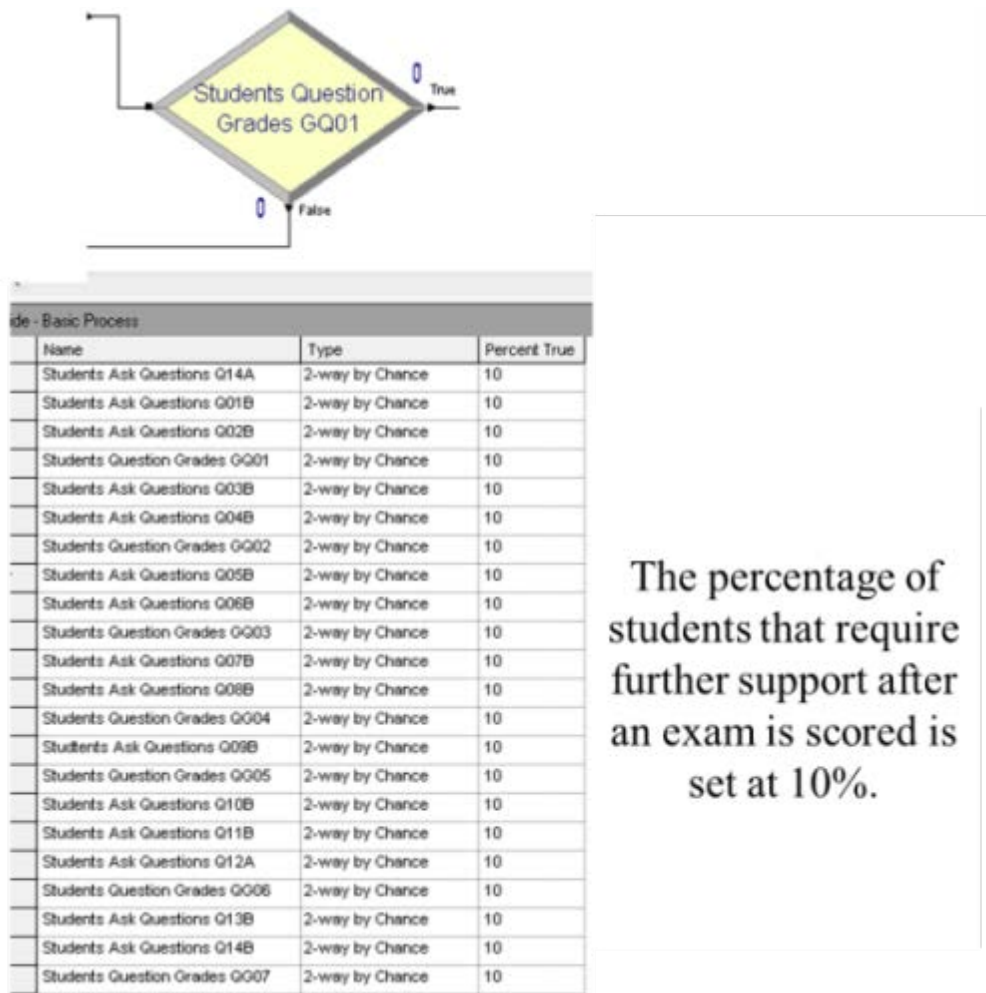 Students Question
Grades GQ01
0
True
0
False
de - Basic Process
Name Type Percent True
Students Ask Questions Q14A 2-way by Chance 10
Students Ask Questions Q01B 2-way by Chance 10
Students Ask Questions Q02B 2-way by Chance 10
Students Question Grades GQ01 2-way by Chance 10
Students Ask Questions Q03B 2-way by Chance 10
Students Ask Questions Q04B 2-way by Chance 10
Students Question Grades GQ02 2-way by Chance 10
Students Ask Questions Q05B 2-way by Chance 10
Students Ask Questions Q06B 2-way by Chance 10
Students Question Grades GQ03 2-way by Chance 10
Students Ask Questions Q07B 2-way by Chance 10
Students Ask Questions Q08B 2-way by Chance 10
Students Question Grades QG04 2-way by Chance 10
Studtents Ask Questions Q09B 2-way by Chance 10
Students Question Grades QG05 2-way by Chance 10
Students Ask Questions Q10B 2-way by Chance 10
Students Ask Questions Q11B 2-way by Chance 10
Students Ask Questions Q12A 2-way by Chance 10
Students Question Grades QG06 2-way by Chance 10
Students Ask Questions Q13B 2-way by Chance 10
Students Ask Questions Q14B 2-way by Chance 10
Students Question Grades QG07 2-way by Chance 10
The percentage of
students that require
further support after
an exam is scored is
set at 10%.